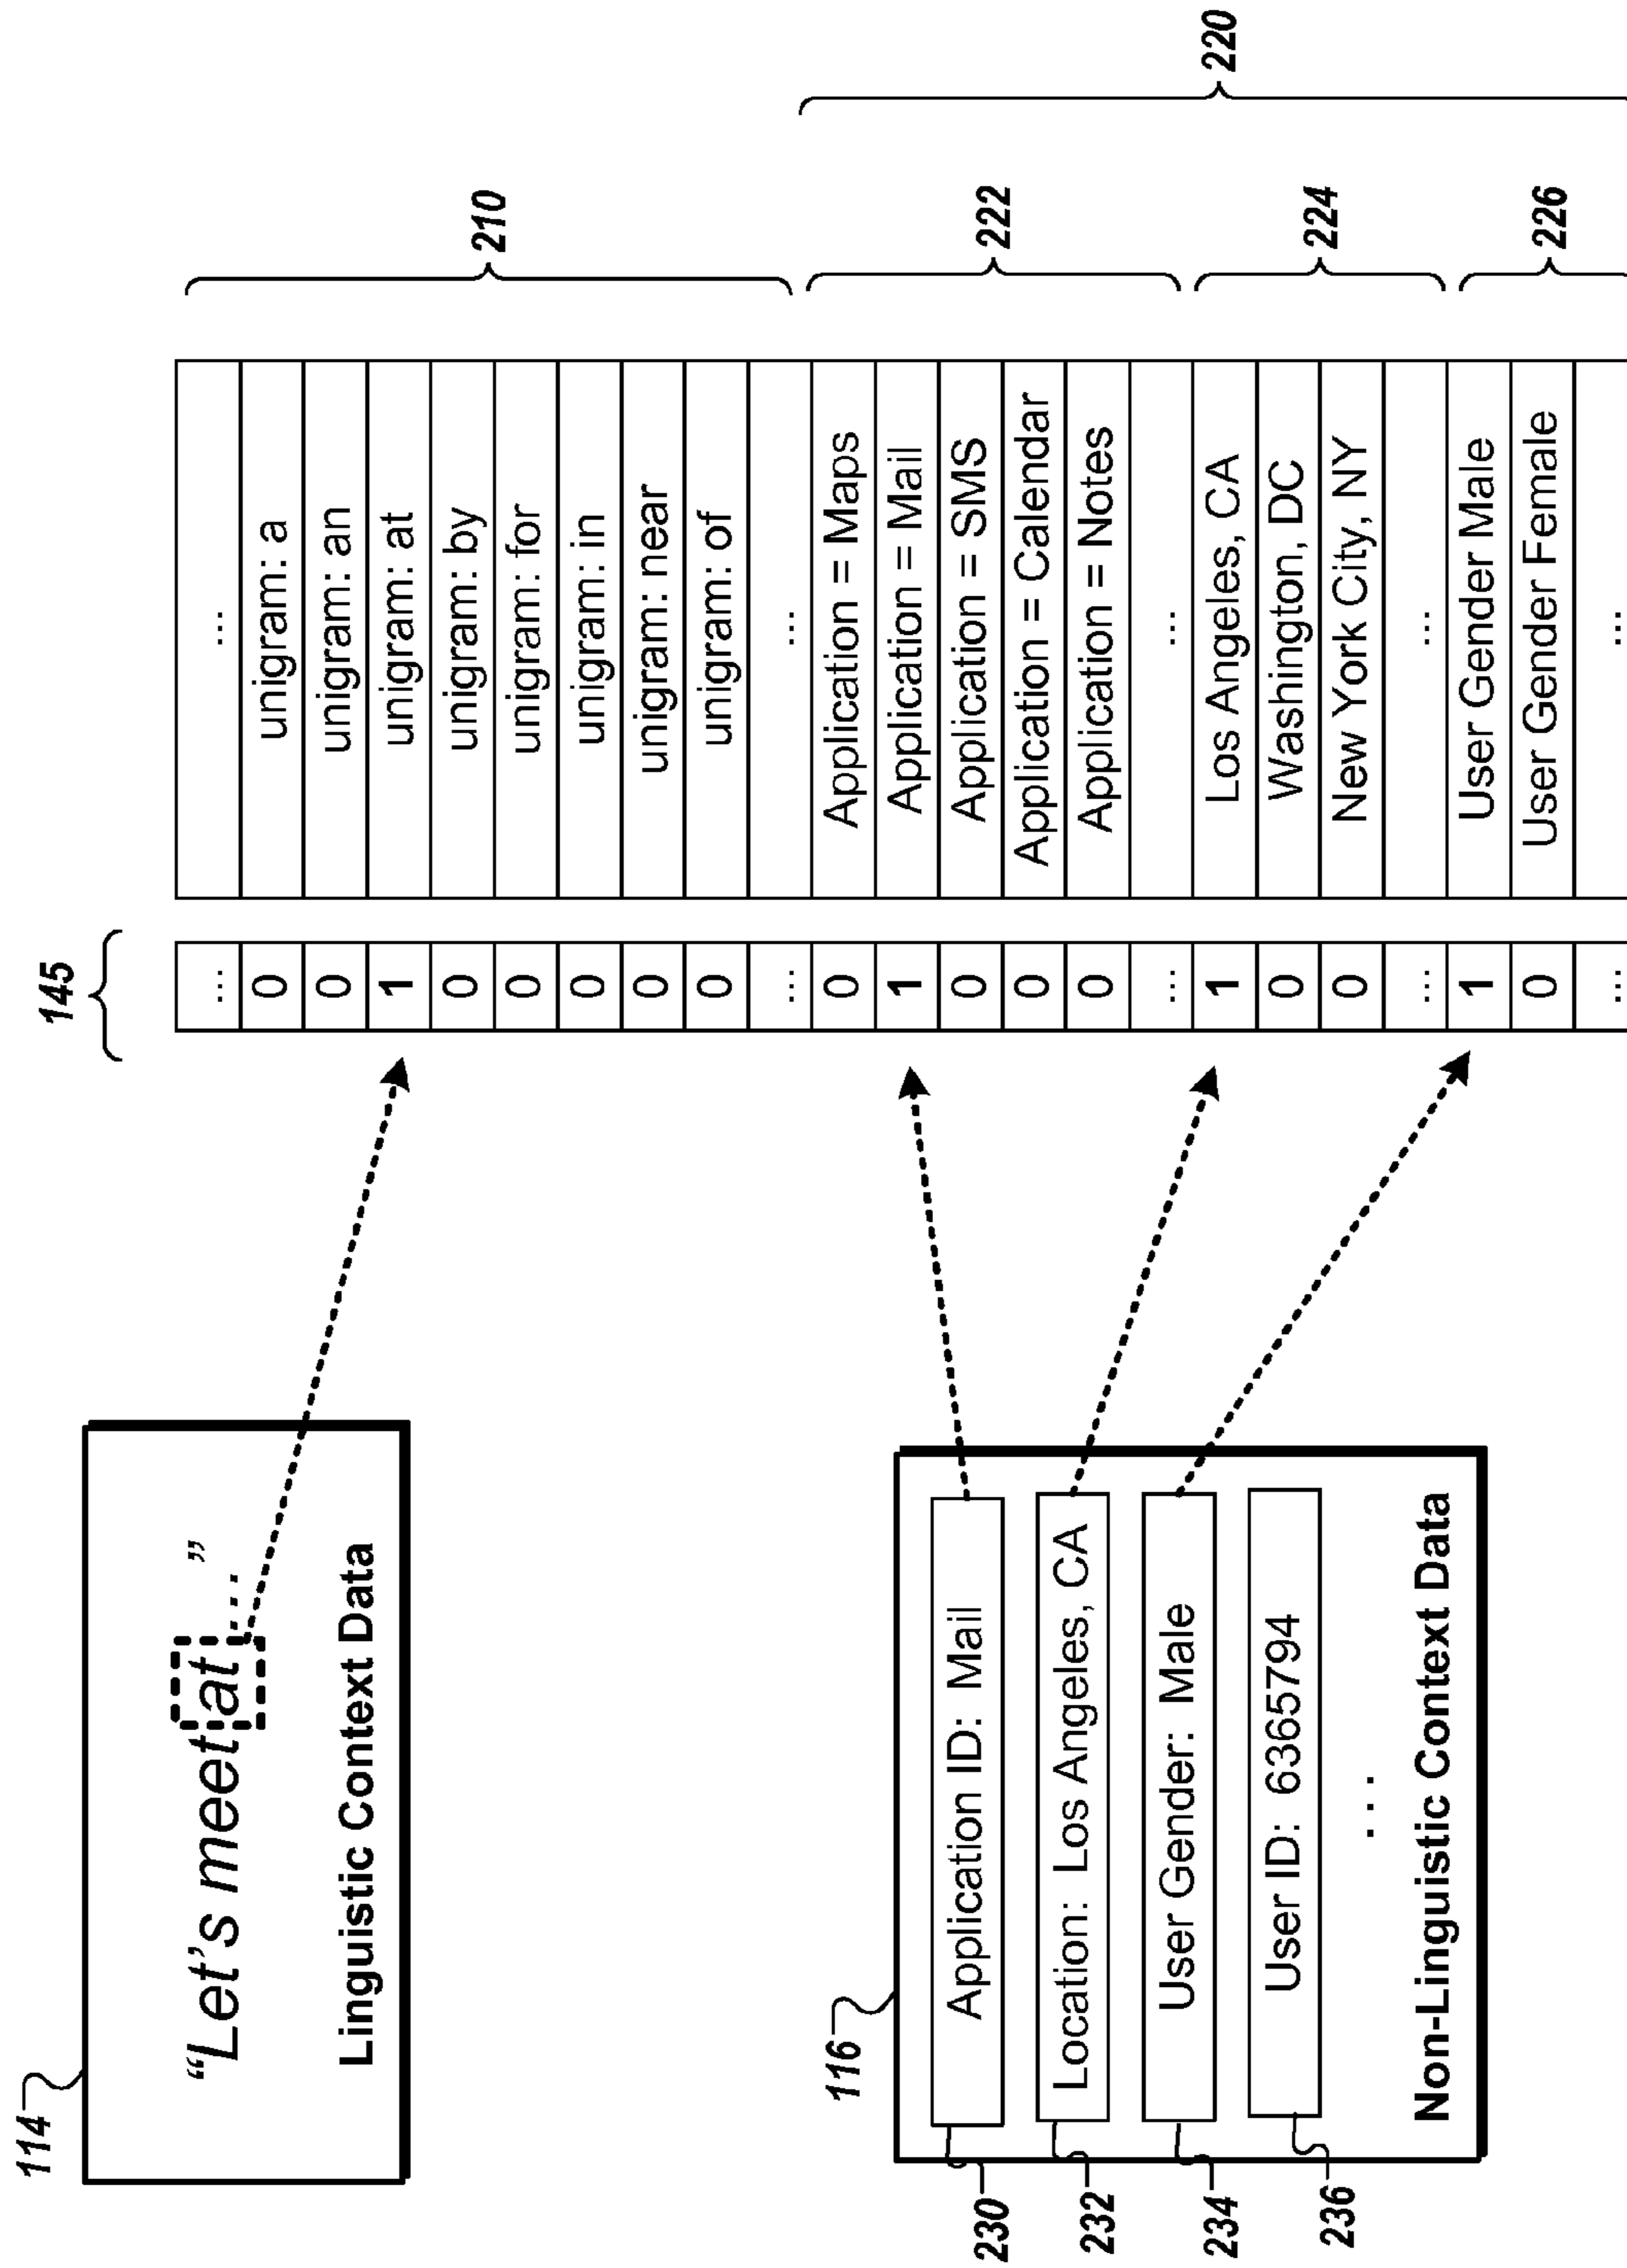 114
“Let’s meet at ...”
Linguistic Context Data
116
Application ID: Mail
Location: Los Angeles, CA
User Gender: Male
User ID: 6365794
...
Non-Linguistic Context Data
230
232
234
236
145
... ...
0 unigram: a
0 unigram: an
1 unigram: at
0 unigram: by
0 unigram: for
0 unigram: in
0 unigram: near
0 unigram: of
... ...
0 Application = Maps
1 Application = Mail
0 Application = SMS
0 Application = Calendar
0 Application = Notes
... ...
1 Los Angeles, CA
0 Washington, DC
0 New York City, NY
... ...
1 User Gender Male
0 User Gender Female
... ...
210
222
224
226
220